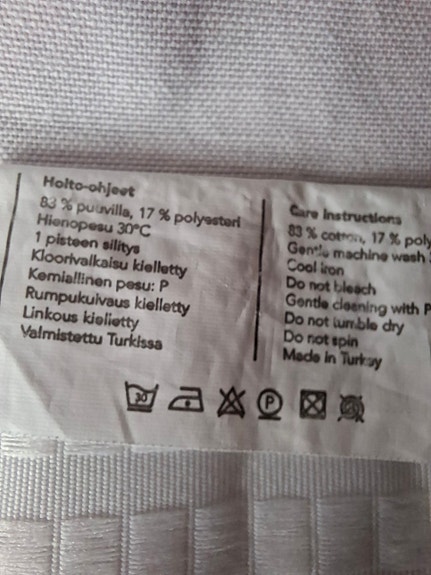 Hoito-ohjeet
83 % puuvilla, 17 % polyesteri
Hienopesu 30°C
1 pisteen silitys
Kloorivalkaisu kielletty
Kemiallinen pesu: P
Rumpukuivaus kielletty
Linkous kielletty
Valmistettu Turkissa
Care Instructions
83 % cotton, 17 % poly
Gentle machine wash
Cool iron
Do not bleach
Gentle cleaning with P
Do not tumble dry
Do not spin
Made in Turkey
30
P